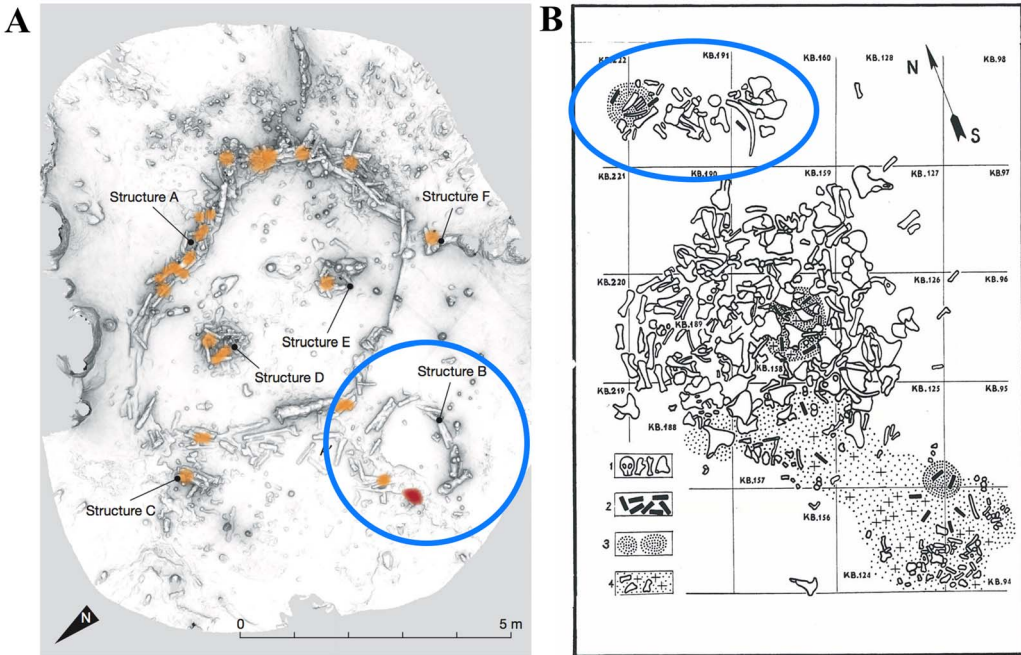 A
Structure A
Structure F
Structure E
Structure D
Structure B
Structure C
N
0
5 m
B
KB.222
KB.191
KB.160
KB.128
KB.98
N
S
KB.221
KB.190
KB.159
KB.127
KB.97
KB.220
KB.189
KB.158
KB.126
KB.96
KB.219
KB.188
KB.157
KB.125
KB.95
KB.156
KB.124
KB.94
1
2
3
4